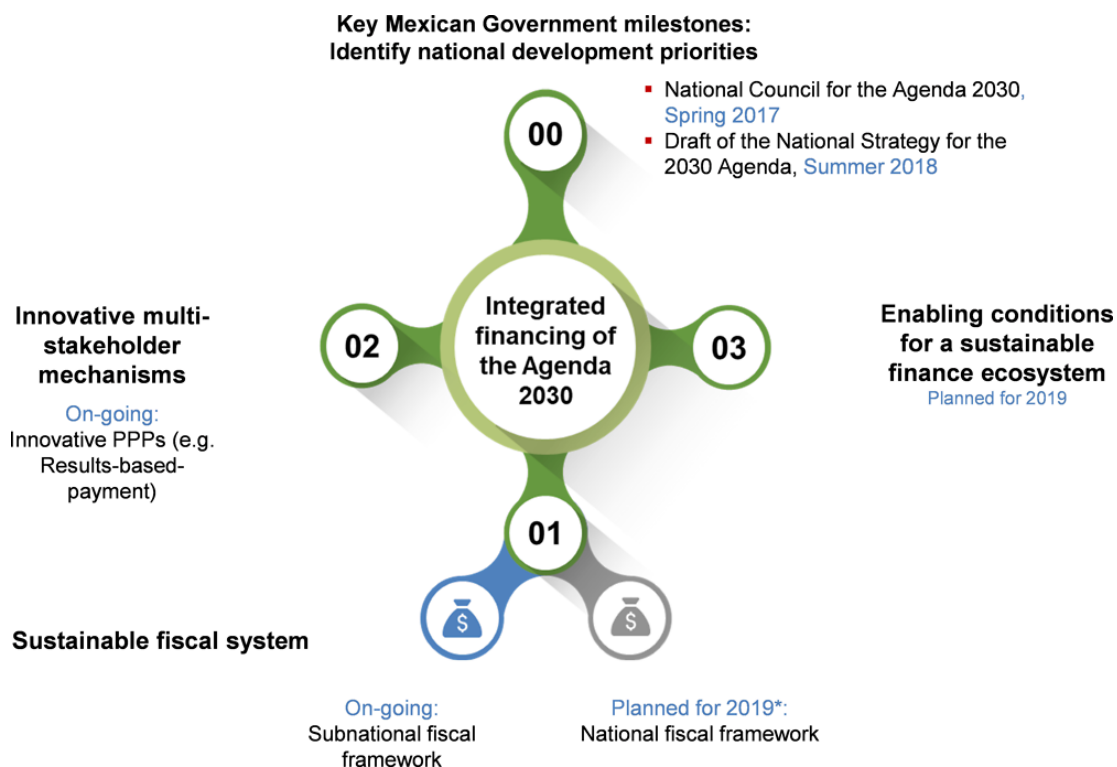 Key Mexican Government milestones:
Identify national development priorities
00
▪ National Council for the Agenda 2030,
Spring 2017
▪ Draft of the National Strategy for the
2030 Agenda, Summer 2018
Innovative multi-
stakeholder
mechanisms
On-going:
Innovative PPPs (e.g.
Results-based-
payment)
02
Integrated
financing of
the Agenda
2030
03
Enabling conditions
for a sustainable
finance ecosystem
Planned for 2019
01
$
$
Sustainable fiscal system
On-going:
Subnational fiscal
framework
Planned for 2019*:
National fiscal framework